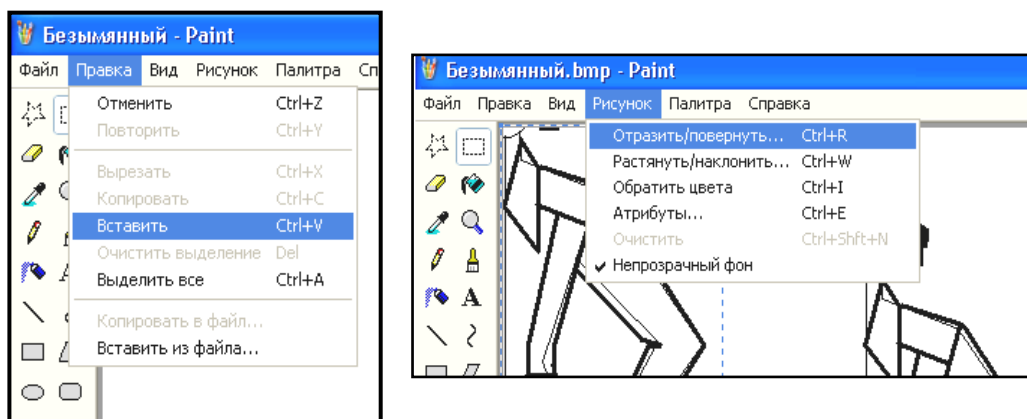 Безымянный - Paint
Файл Правка Вид Рисунок Палитра Сп
Отменить Ctrl+Z
Повторить Ctrl+Y
Вырезать Ctrl+X
Копировать Ctrl+C
Вставить Ctrl+V
Очистить выделение Del
Выделить все Ctrl+A
Копировать в файл...
Вставить из файла...
Безымянный.bmp - Paint
Файл Правка Вид Рисунок Палитра Справка
Отразить/повернуть... Ctrl+R
Растянуть/наклонить... Ctrl+W
Обратить цвета Ctrl+I
Атрибуты... Ctrl+E
Очистить Ctrl+Shft+N
Непрозрачный фон
A